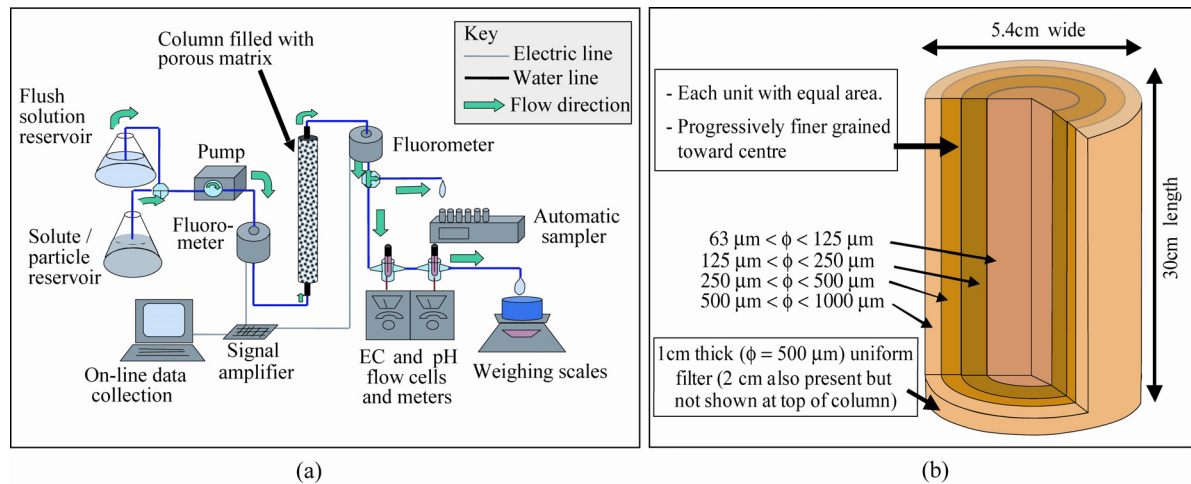 Column filled with
porous matrix
Key
Electric line
Water line
Flow direction
Flush
solution
reservoir
Pump
Fluorometer
Fluoro-
meter
Solute /
particle
reservoir
Automatic
sampler
On-line data
collection
Signal
amplifier
EC and pH
flow cells
and meters
Weighing scales
(a)
5.4cm wide
- Each unit with equal area.
- Progressively finer grained
toward centre
30cm length
63 μm < ϕ < 125 μm
125 μm < ϕ < 250 μm
250 μm < ϕ < 500 μm
500 μm < ϕ < 1000 μm
1cm thick (ϕ = 500 μm) uniform
filter (2 cm also present but
not shown at top of column)
(b)